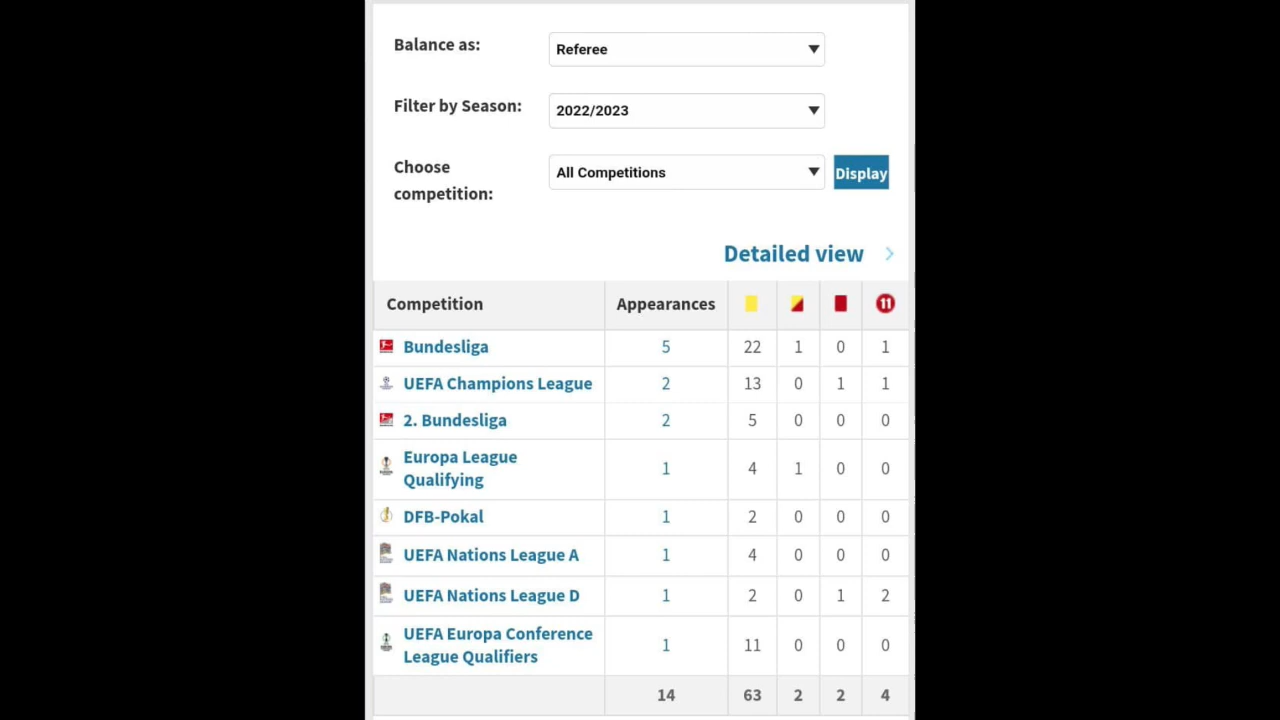 Balance as: Referee
Filter by Season: 2022/2023
Choose competition: All Competitions Display
Detailed view
Competition Appearances 11
Bundesliga 5 22 1 0 1
UEFA Champions League 2 13 0 1 1
2. Bundesliga 2 5 0 0 0
Europa League
Qualifying 1 4 1 0 0
DFB-Pokal 1 2 0 0 0
UEFA Nations League A 1 4 0 0 0
UEFA Nations League D 1 2 0 1 2
UEFA Europa Conference
League Qualifiers 1 11 0 0 0
14 63 2 2 4